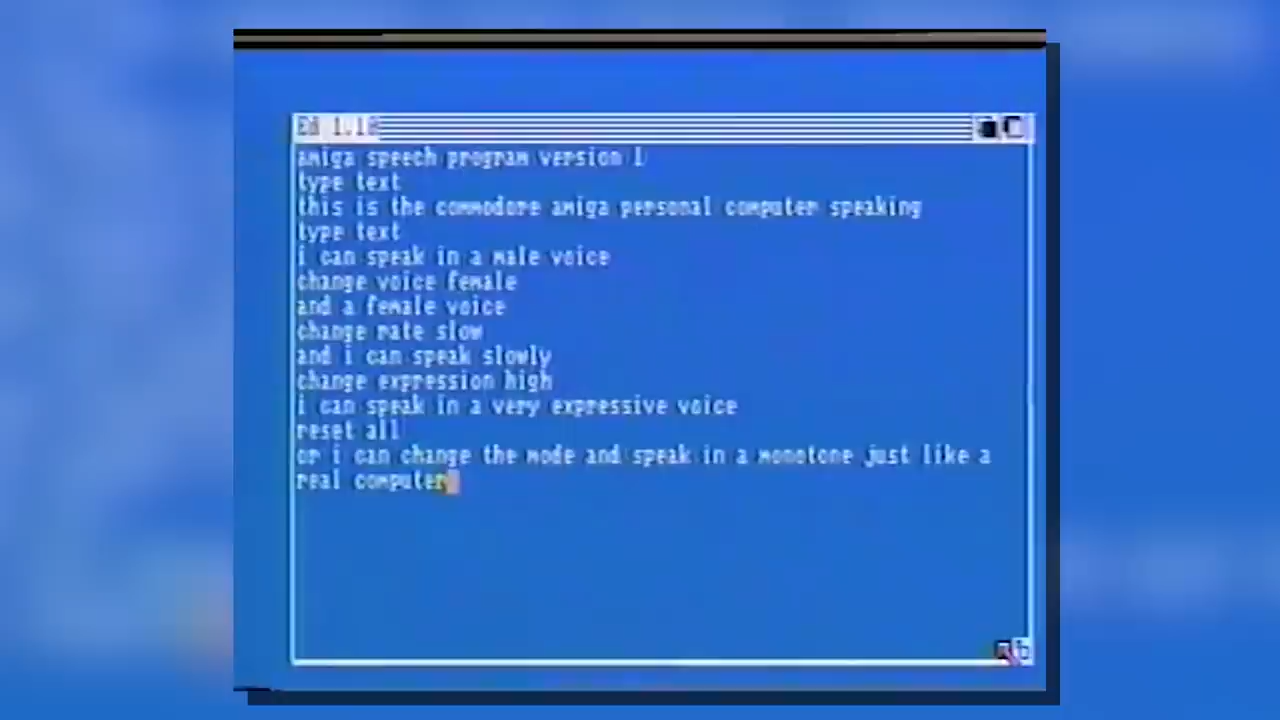 Ed 1.10
amiga speech program version 1
type text
this is the commodore amiga personal computer speaking
type text
i can speak in a male voice
change voice female
and a female voice
change rate slow
and i can speak slowly
change expression high
i can speak in a very expressive voice
reset all
or i can change the mode and speak in a monotone just like a
real computer